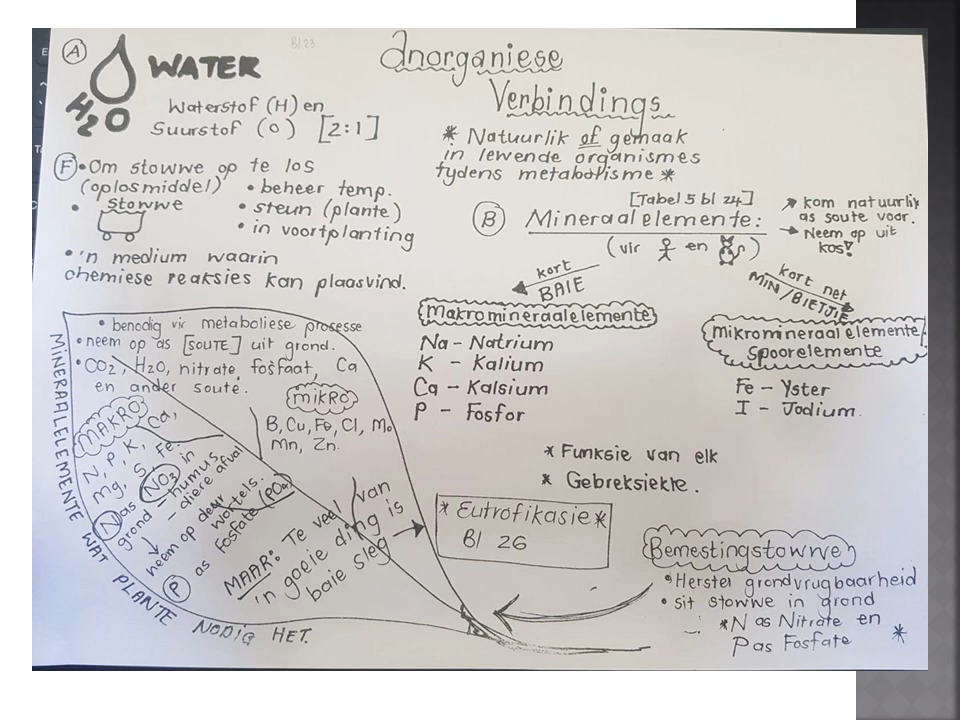 A
Bl 23
WATER
H2O
Waterstof (H) en
Suurstof (O) [2:1]
Anorganiese
Verbindings
* Natuurlik of gemaak
in lewende organismes
tydens metabolisme *
F • Om stowwe op te los
(oplosmiddel)
• beheer temp.
• stowwe
• steun (plante)
• in voortplanting
• 'n medium waarin
chemiese reaksies kan plaasvind.
[Tabel 5 bl 24]
B Mineraalelemente:
(vir en )
kom natuurlik
as soute voor.
Neem op uit
kos!
kort
BAIE
kort net
MIN/BIETJIE
Makromineraalelemente
Na – Natrium
K – Kalium
Ca – Kalsium
P – Fosfor
Mikromineraalelemente/
Spoorelemente
Fe – Yster
I – Jodium
* Funksie van elk
* Gebreksiekte.
MINERAALELEMENTE WAT PLANTE NODIG HET.
• benodig vir metaboliese prosesse
• neem op as [SOUTE] uit grond.
• CO2, H2O, nitrate, fosfaat, Ca
en ander soute.
MAKRO
N, P, K, Ca,
Mg, S, Fe.
N as NO3 in
grond – humus
– diere afval
neem op deur
wortels.
P as
fosfate (PO4)
MIKRO
B, Cu, Fe, Cl, Mo
Mn, Zn.
MAAR: Te veel van
'n goeie ding is
baie sleg
* Eutrofikasie *
Bl 26
Bemestingstowwe
• Herstel grondvrugbaarheid
• sit stowwe in grond
* N as Nitrate en
P as Fosfate *